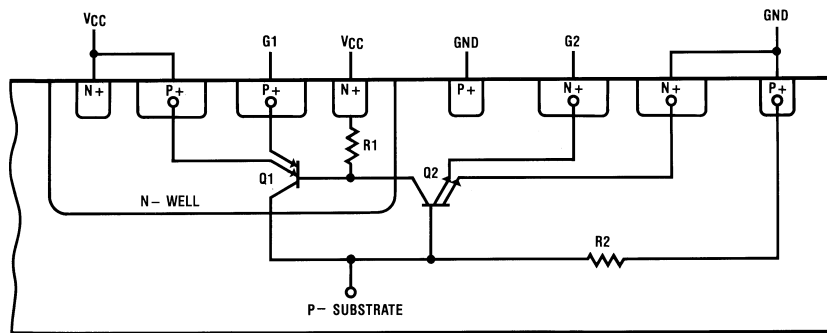 VCC
G1
VCC
GND
G2
GND
N+
P+
P+
N+
P+
N+
N+
P+
R1
Q1
Q2
N− WELL
R2
P− SUBSTRATE